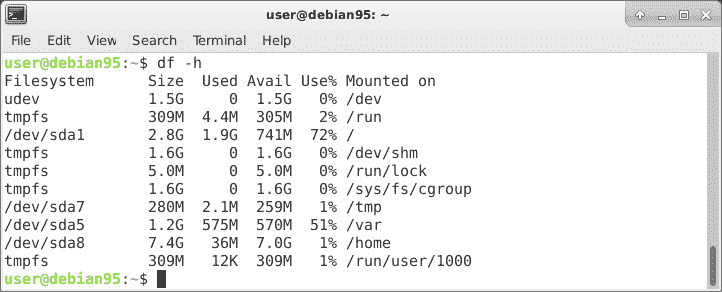 user@debian95: ~
File Edit View Search Terminal Help
user@debian95:~$ df -h
Filesystem      Size  Used Avail Use% Mounted on
udev            1.5G     0  1.5G   0% /dev
tmpfs           309M  4.4M  305M   2% /run
/dev/sda1       2.8G  1.9G  741M  72% /
tmpfs           1.6G     0  1.6G   0% /dev/shm
tmpfs           5.0M     0  5.0M   0% /run/lock
tmpfs           1.6G     0  1.6G   0% /sys/fs/cgroup
/dev/sda7       280M  2.1M  259M   1% /tmp
/dev/sda5       1.2G  575M  570M  51% /var
/dev/sda8       7.4G   36M  7.0G   1% /home
tmpfs           309M   12K  309M   1% /run/user/1000
user@debian95:~$